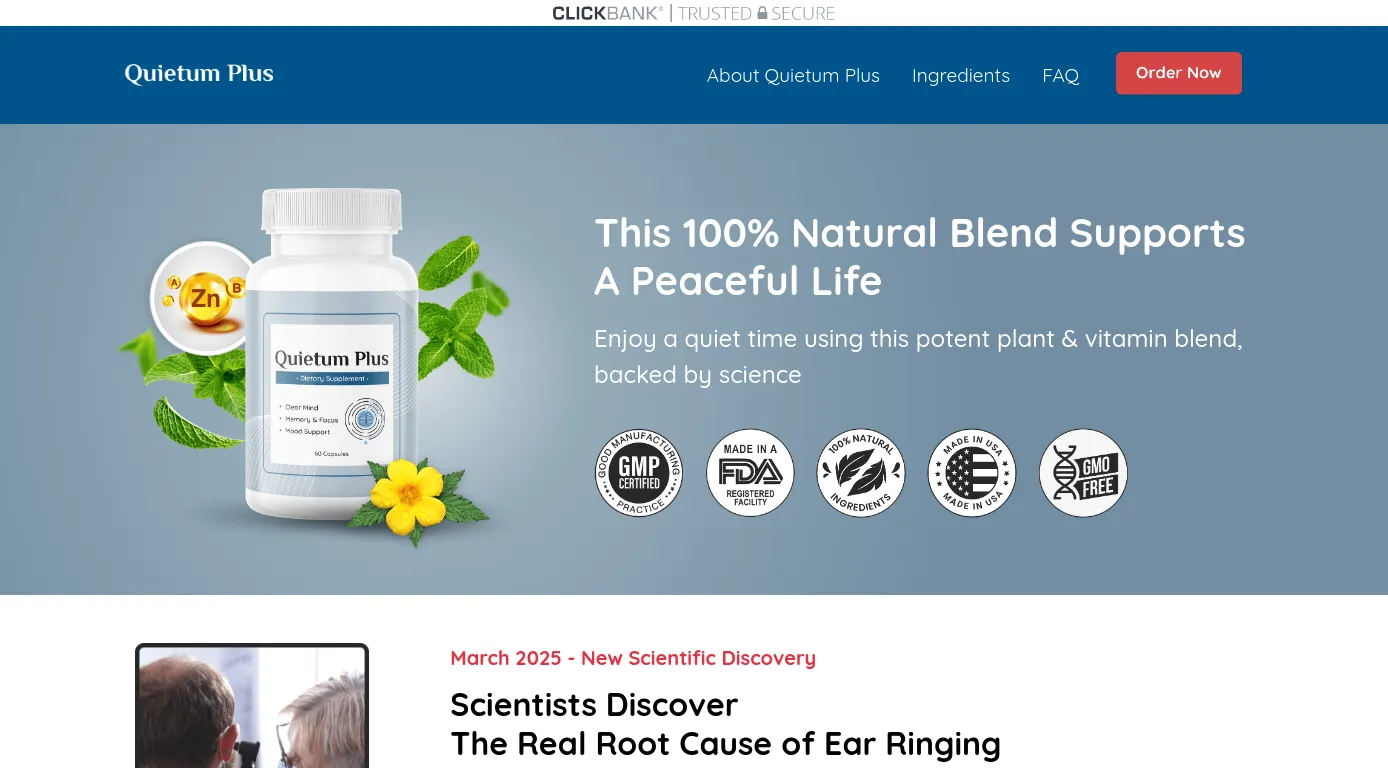 CLICKBANK® | TRUSTED SECURE
Quietum Plus
About Quietum Plus
Ingredients
FAQ
Order Now
A
Zn
B
Quietum Plus
• Dietary Supplement •
• Clear Mind
• Memory & Focus
• Mood Support
60 Capsules
This 100% Natural Blend Supports
A Peaceful Life
Enjoy a quiet time using this potent plant & vitamin blend,
backed by science
GOOD MANUFACTURING
GMP
CERTIFIED
PRACTICE
MADE IN A
FDA
REGISTERED
FACILITY
100% NATURAL
INGREDIENTS
MADE IN USA
MADE IN USA
GMO
FREE
March 2025 - New Scientific Discovery
Scientists Discover
The Real Root Cause of Ear Ringing